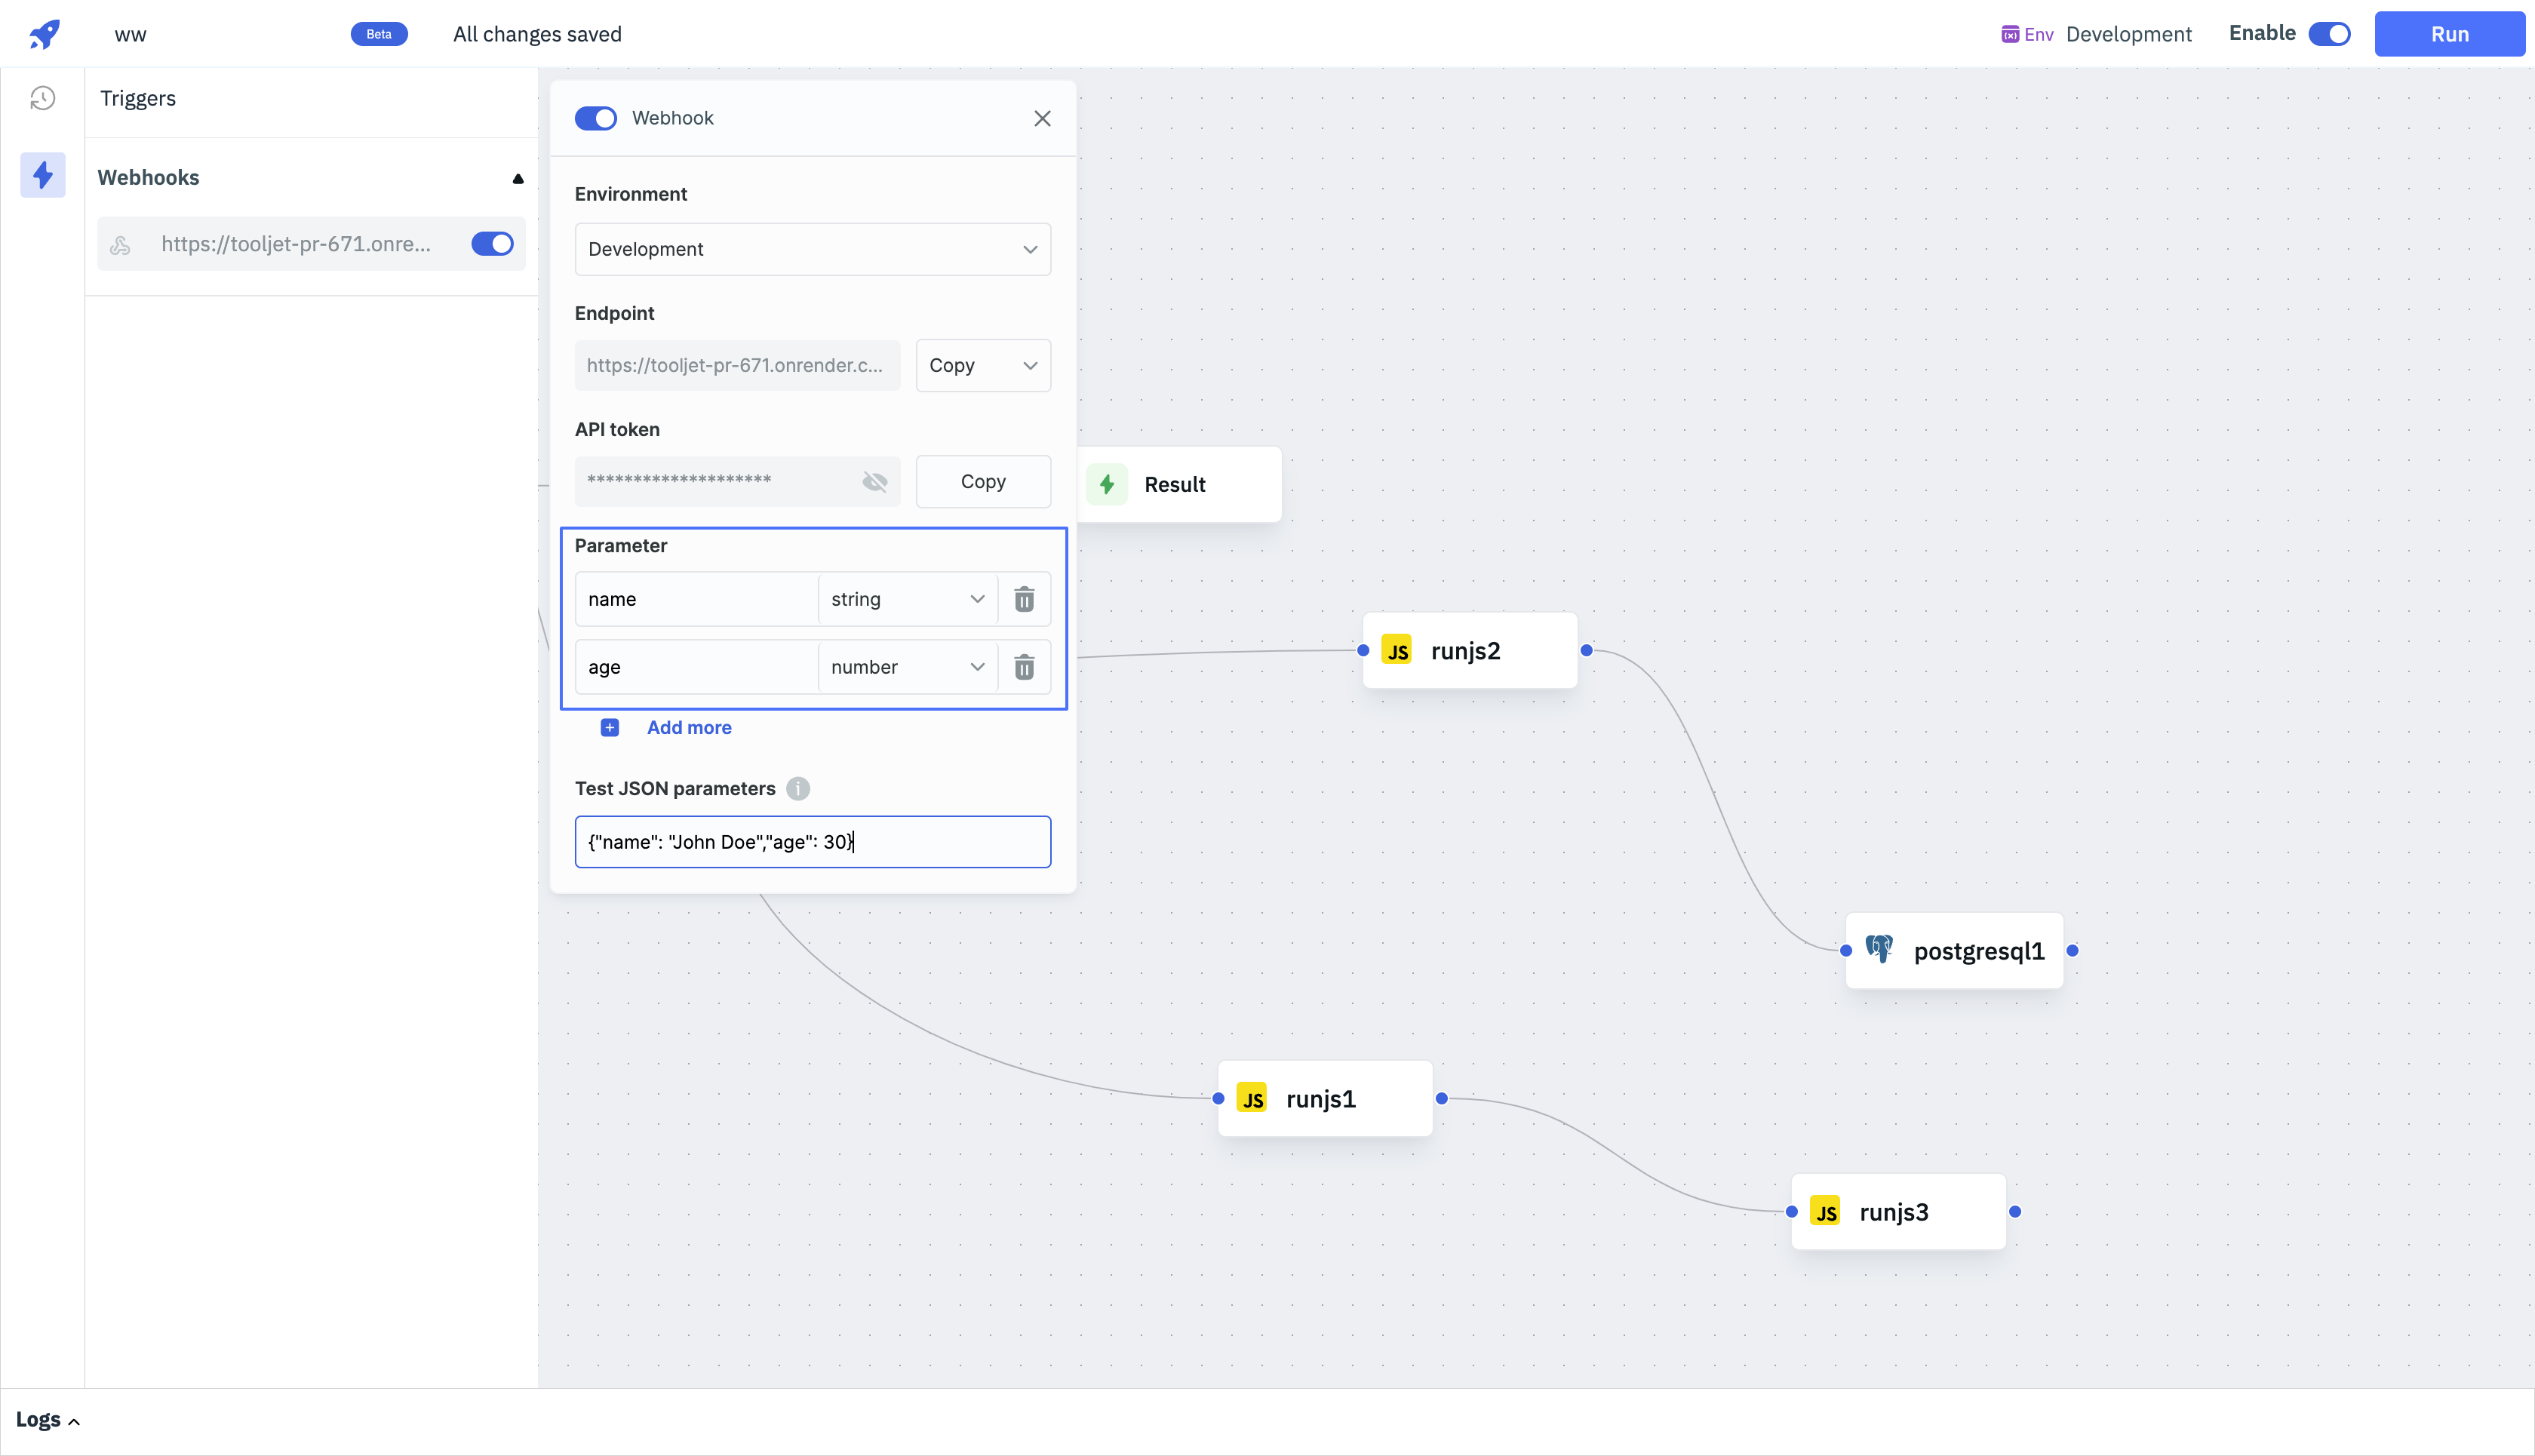 ww
Beta
All changes saved
Env
Development
Enable
Run
Triggers
Webhooks
https://tooljet-pr-671.onre...
Webhook
Environment
Development
Endpoint
https://tooljet-pr-671.onrender.c...
Copy
API token
********************
Copy
Parameter
name
string
age
number
Add more
Test JSON parameters
{"name": "John Doe","age": 30}
Result
JS runjs2
postgresql1
JS runjs1
JS runjs3
Logs